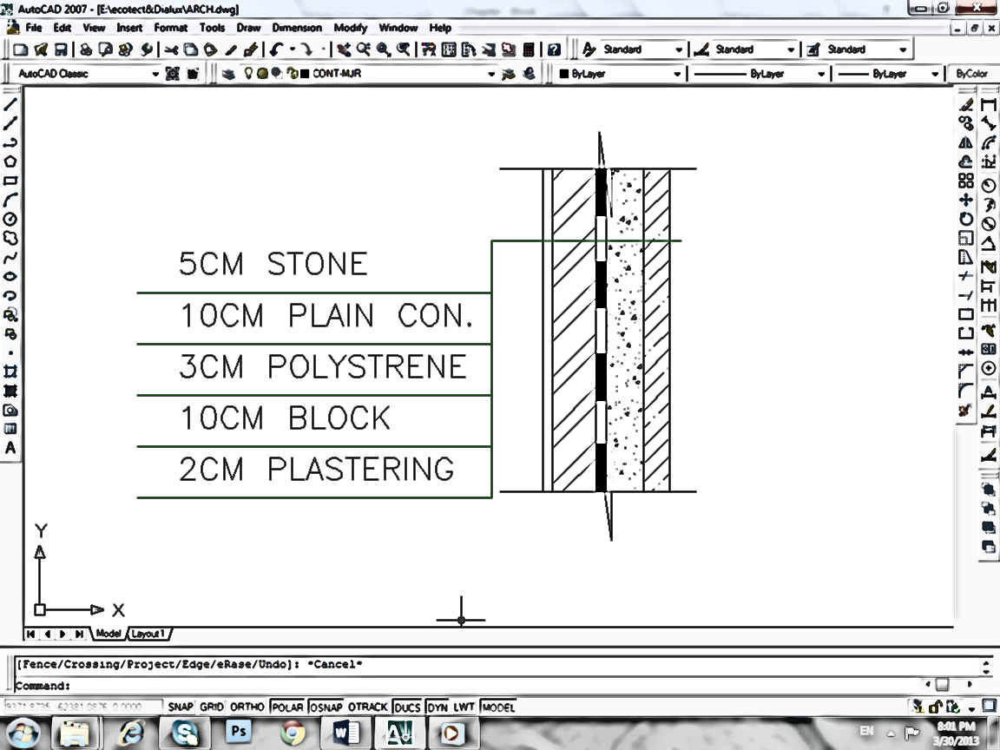 AutoCAD 2007 - [E:\ecotect&Dialux\ARCH.dwg]
File Edit View Insert Format Tools Draw Dimension Modify Window Help
Standard Standard Standard
AutoCAD Classic CONT-MJR ByLayer ByLayer ByLayer ByColor
5CM STONE
10CM PLAIN CON.
3CM POLYSTRENE
10CM BLOCK
2CM PLASTERING
Y
X
Model Layout1
[Fence/Crossing/Project/Edge/eRase/Undo]: *Cancel*
Command:
SNAP GRID ORTHO POLAR OSNAP OTRACK DUCS DYN LWT MODEL
Ps W EN 8:01 PM
3/30/2013